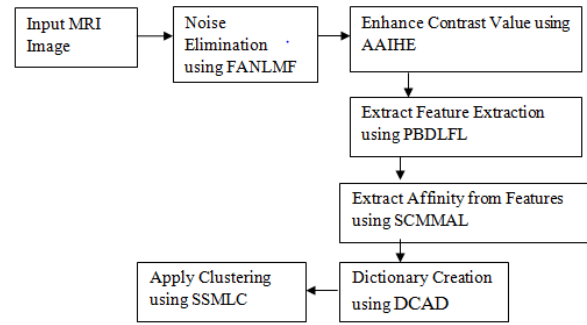 Input MRI
Image
Noise
Elimination
using FANLMF
Enhance Contrast Value using
AAIHE
Extract Feature Extraction
using PBDLFL
Extract Affinity from Features
using SCMMAL
Dictionary Creation
using DCAD
Apply Clustering
using SSMLC